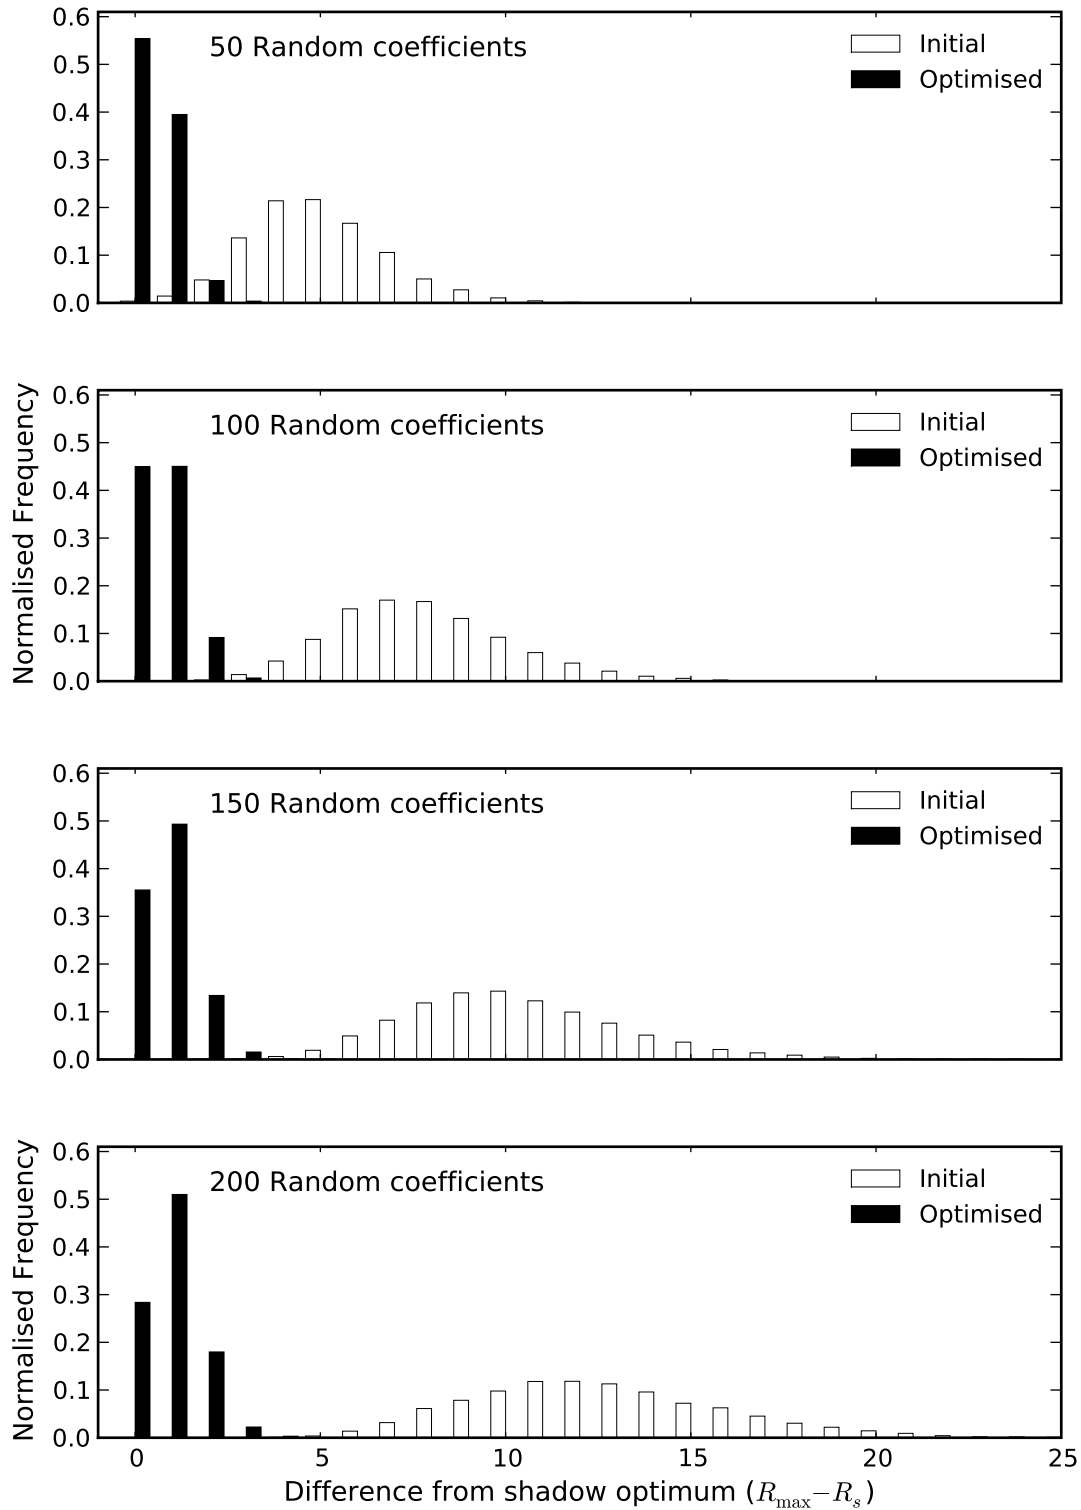 0.6
0.5
0.4
0.3
0.2
0.1
0.0
50 Random coefficients
Initial
Optimised
Normalised Frequency
0.6
0.5
0.4
0.3
0.2
0.1
0.0
100 Random coefficients
Initial
Optimised
0.6
0.5
0.4
0.3
0.2
0.1
0.0
150 Random coefficients
Initial
Optimised
Normalised Frequency
0.6
0.5
0.4
0.3
0.2
0.1
0.0
200 Random coefficients
Initial
Optimised
0 5 10 15 20 25
Difference from shadow optimum (R_max−R_s)